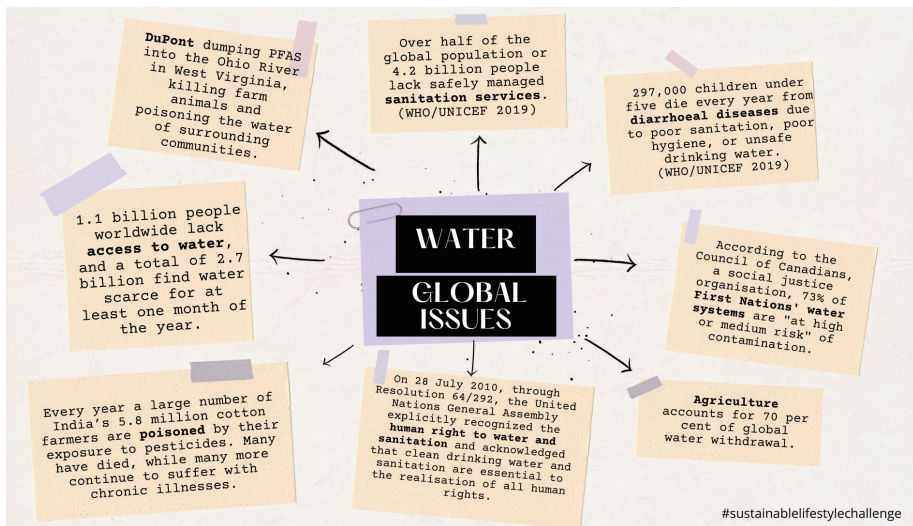 DuPont dumping PFAS
into the Ohio River
in West Virginia,
killing farm
animals and
poisoning the water
of surrounding
communities.
Over half of the
global population or
4.2 billion people
lack safely managed
sanitation services.
(WHO/UNICEF 2019)
297,000 children under
five die every year from
diarrhoeal diseases due
to poor sanitation, poor
hygiene, or unsafe
drinking water.
(WHO/UNICEF 2019)
1.1 billion people
worldwide lack
access to water,
and a total of 2.7
billion find water
scarce for at
least one month of
the year.
WATER
GLOBAL
ISSUES
According to the
Council of Canadians,
a social justice
organisation, 73% of
First Nations' water
systems are "at high
or medium risk" of
contamination.
Every year a large number of
India's 5.8 million cotton
farmers are poisoned by their
exposure to pesticides. Many
have died, while many more
continue to suffer with
chronic illnesses.
On 28 July 2010, through
Resolution 64/292, the United
Nations General Assembly
explicitly recognized the
human right to water and
sanitation and acknowledged
that clean drinking water and
sanitation are essential to
the realisation of all human
rights.
Agriculture
accounts for 70 per
cent of global
water withdrawal.
#sustainablelifestylechallenge